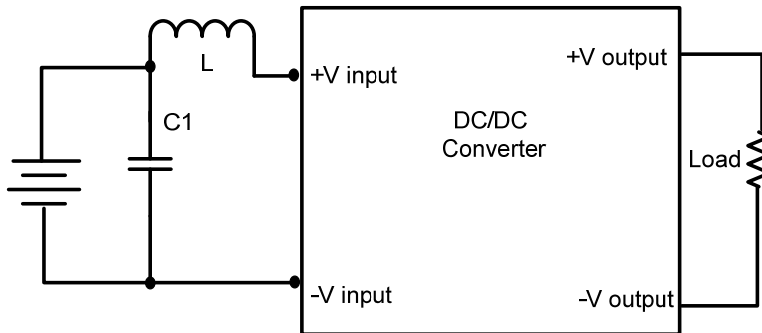 L
+V input
+V output
C1
DC/DC
Converter
Load
–V input
–V output